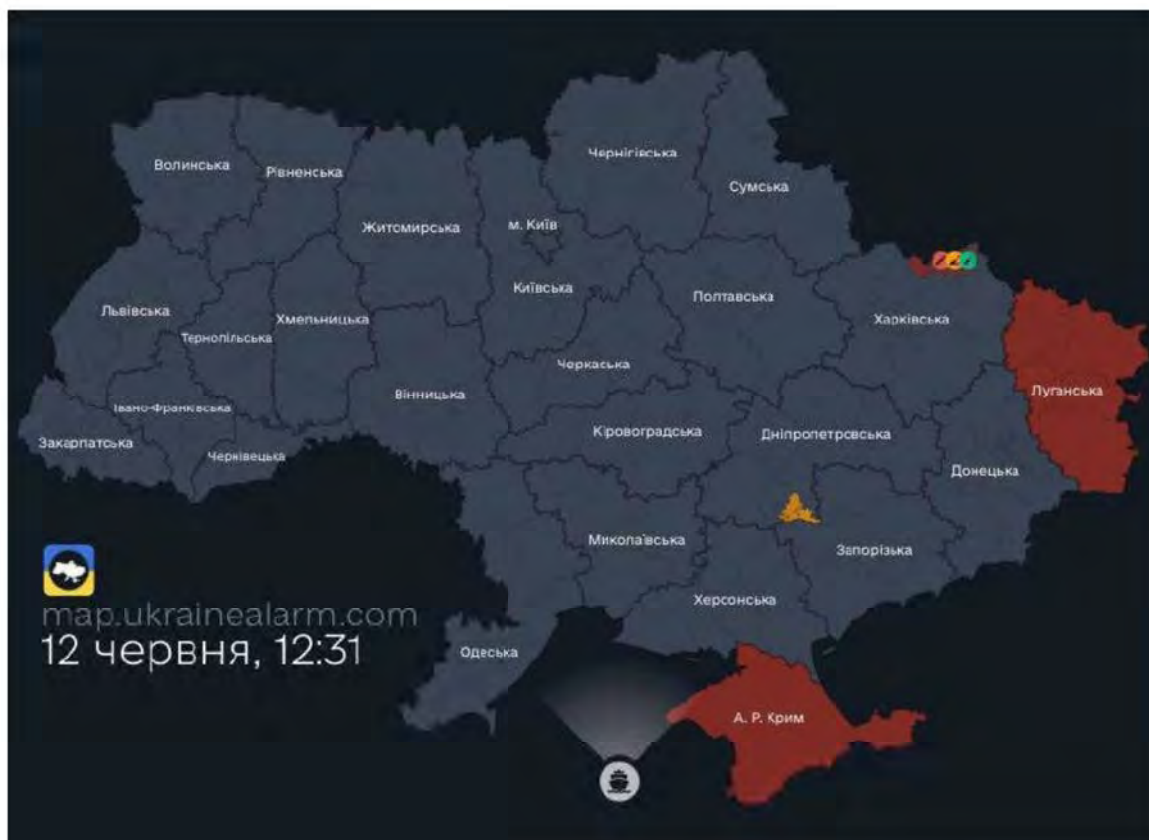 Чернігівська
Волинська
Рівненська
Сумська
Житомирська
м. Київ
Київська
Полтавська
Львівська
Тернопільська
Хмельницька
Харківська
Черкаська
Вінницька
Луганська
Івано-Франківська
Закарпатська
Чернівецька
Кіровоградська
Дніпропетровська
Донецька
Миколаївська
Запорізька
Херсонська
Одеська
А. Р. Крим
map.ukrainealarm.com
12 червня, 12:31